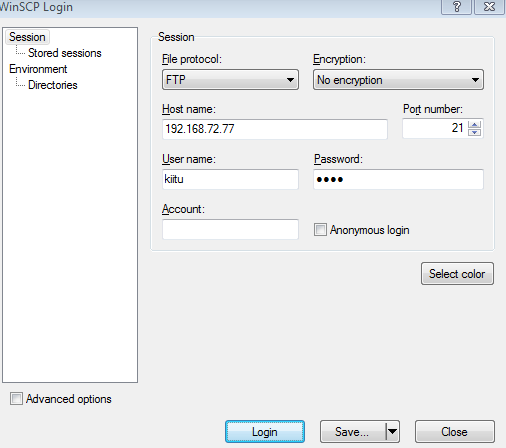 WinSCP Login
Session
Stored sessions
Environment
Directories
Session
File protocol: Encryption:
FTP No encryption
Host name: Port number:
192.168.72.77 21
User name: Password:
kiitu ●●●●
Account:
Anonymous login
Select color
Advanced options
Login Save... Close